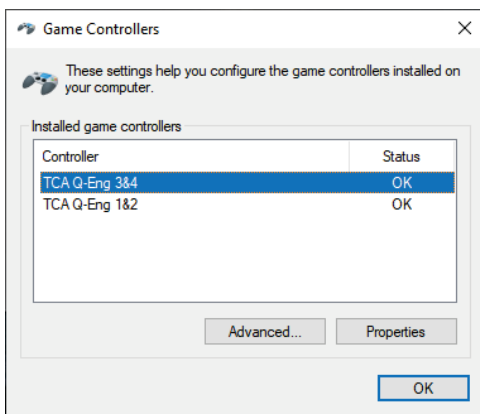 Game Controllers
These settings help you configure the game controllers installed on
your computer.
Installed game controllers
Controller Status
TCA Q-Eng 3&4 OK
TCA Q-Eng 1&2 OK
Advanced... Properties
OK